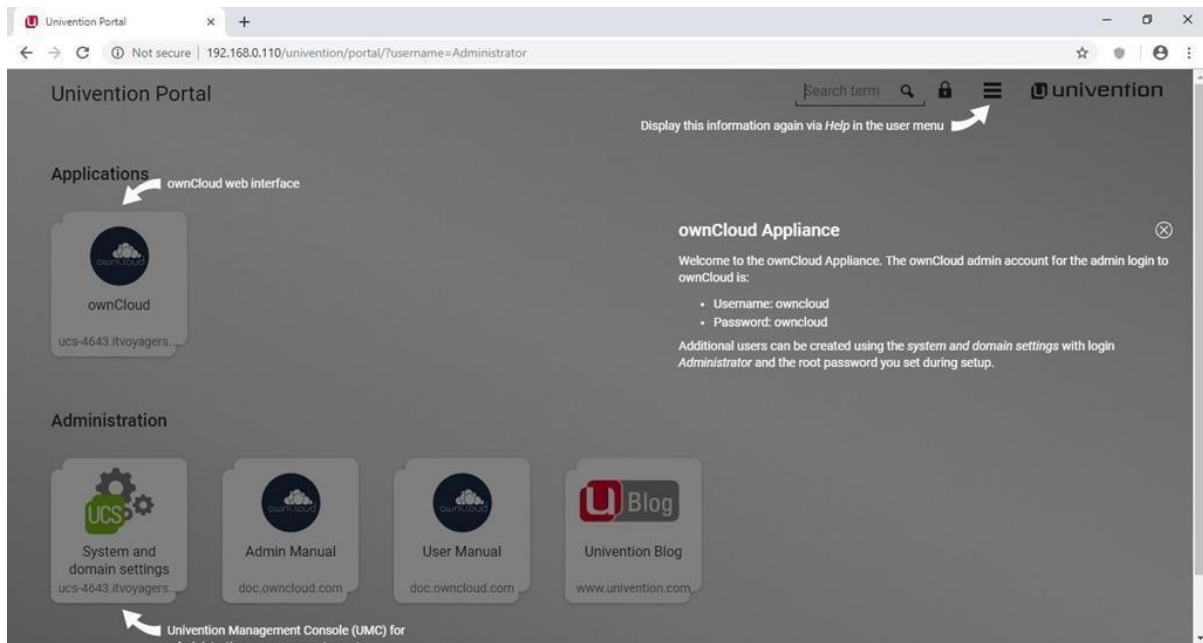 Univention Portal
Not secure | 192.168.0.110/univention/portal/?username=Administrator
Univention Portal
Search term
univention
Display this information again via Help in the user menu
Applications
ownCloud web interface
ownCloud
ownCloud
ucs-4643.itvoyagers...
ownCloud Appliance
Welcome to the ownCloud Appliance. The ownCloud admin account for the admin login to
ownCloud is:
• Username: owncloud
• Password: owncloud
Additional users can be created using the system and domain settings with login
Administrator and the root password you set during setup.
Administration
UCS
System and
domain settings
ucs-4643.itvoyagers...
ownCloud
Admin Manual
doc.owncloud.com
ownCloud
User Manual
doc.owncloud.com
U Blog
Univention Blog
www.univention.com
Univention Management Console (UMC) for